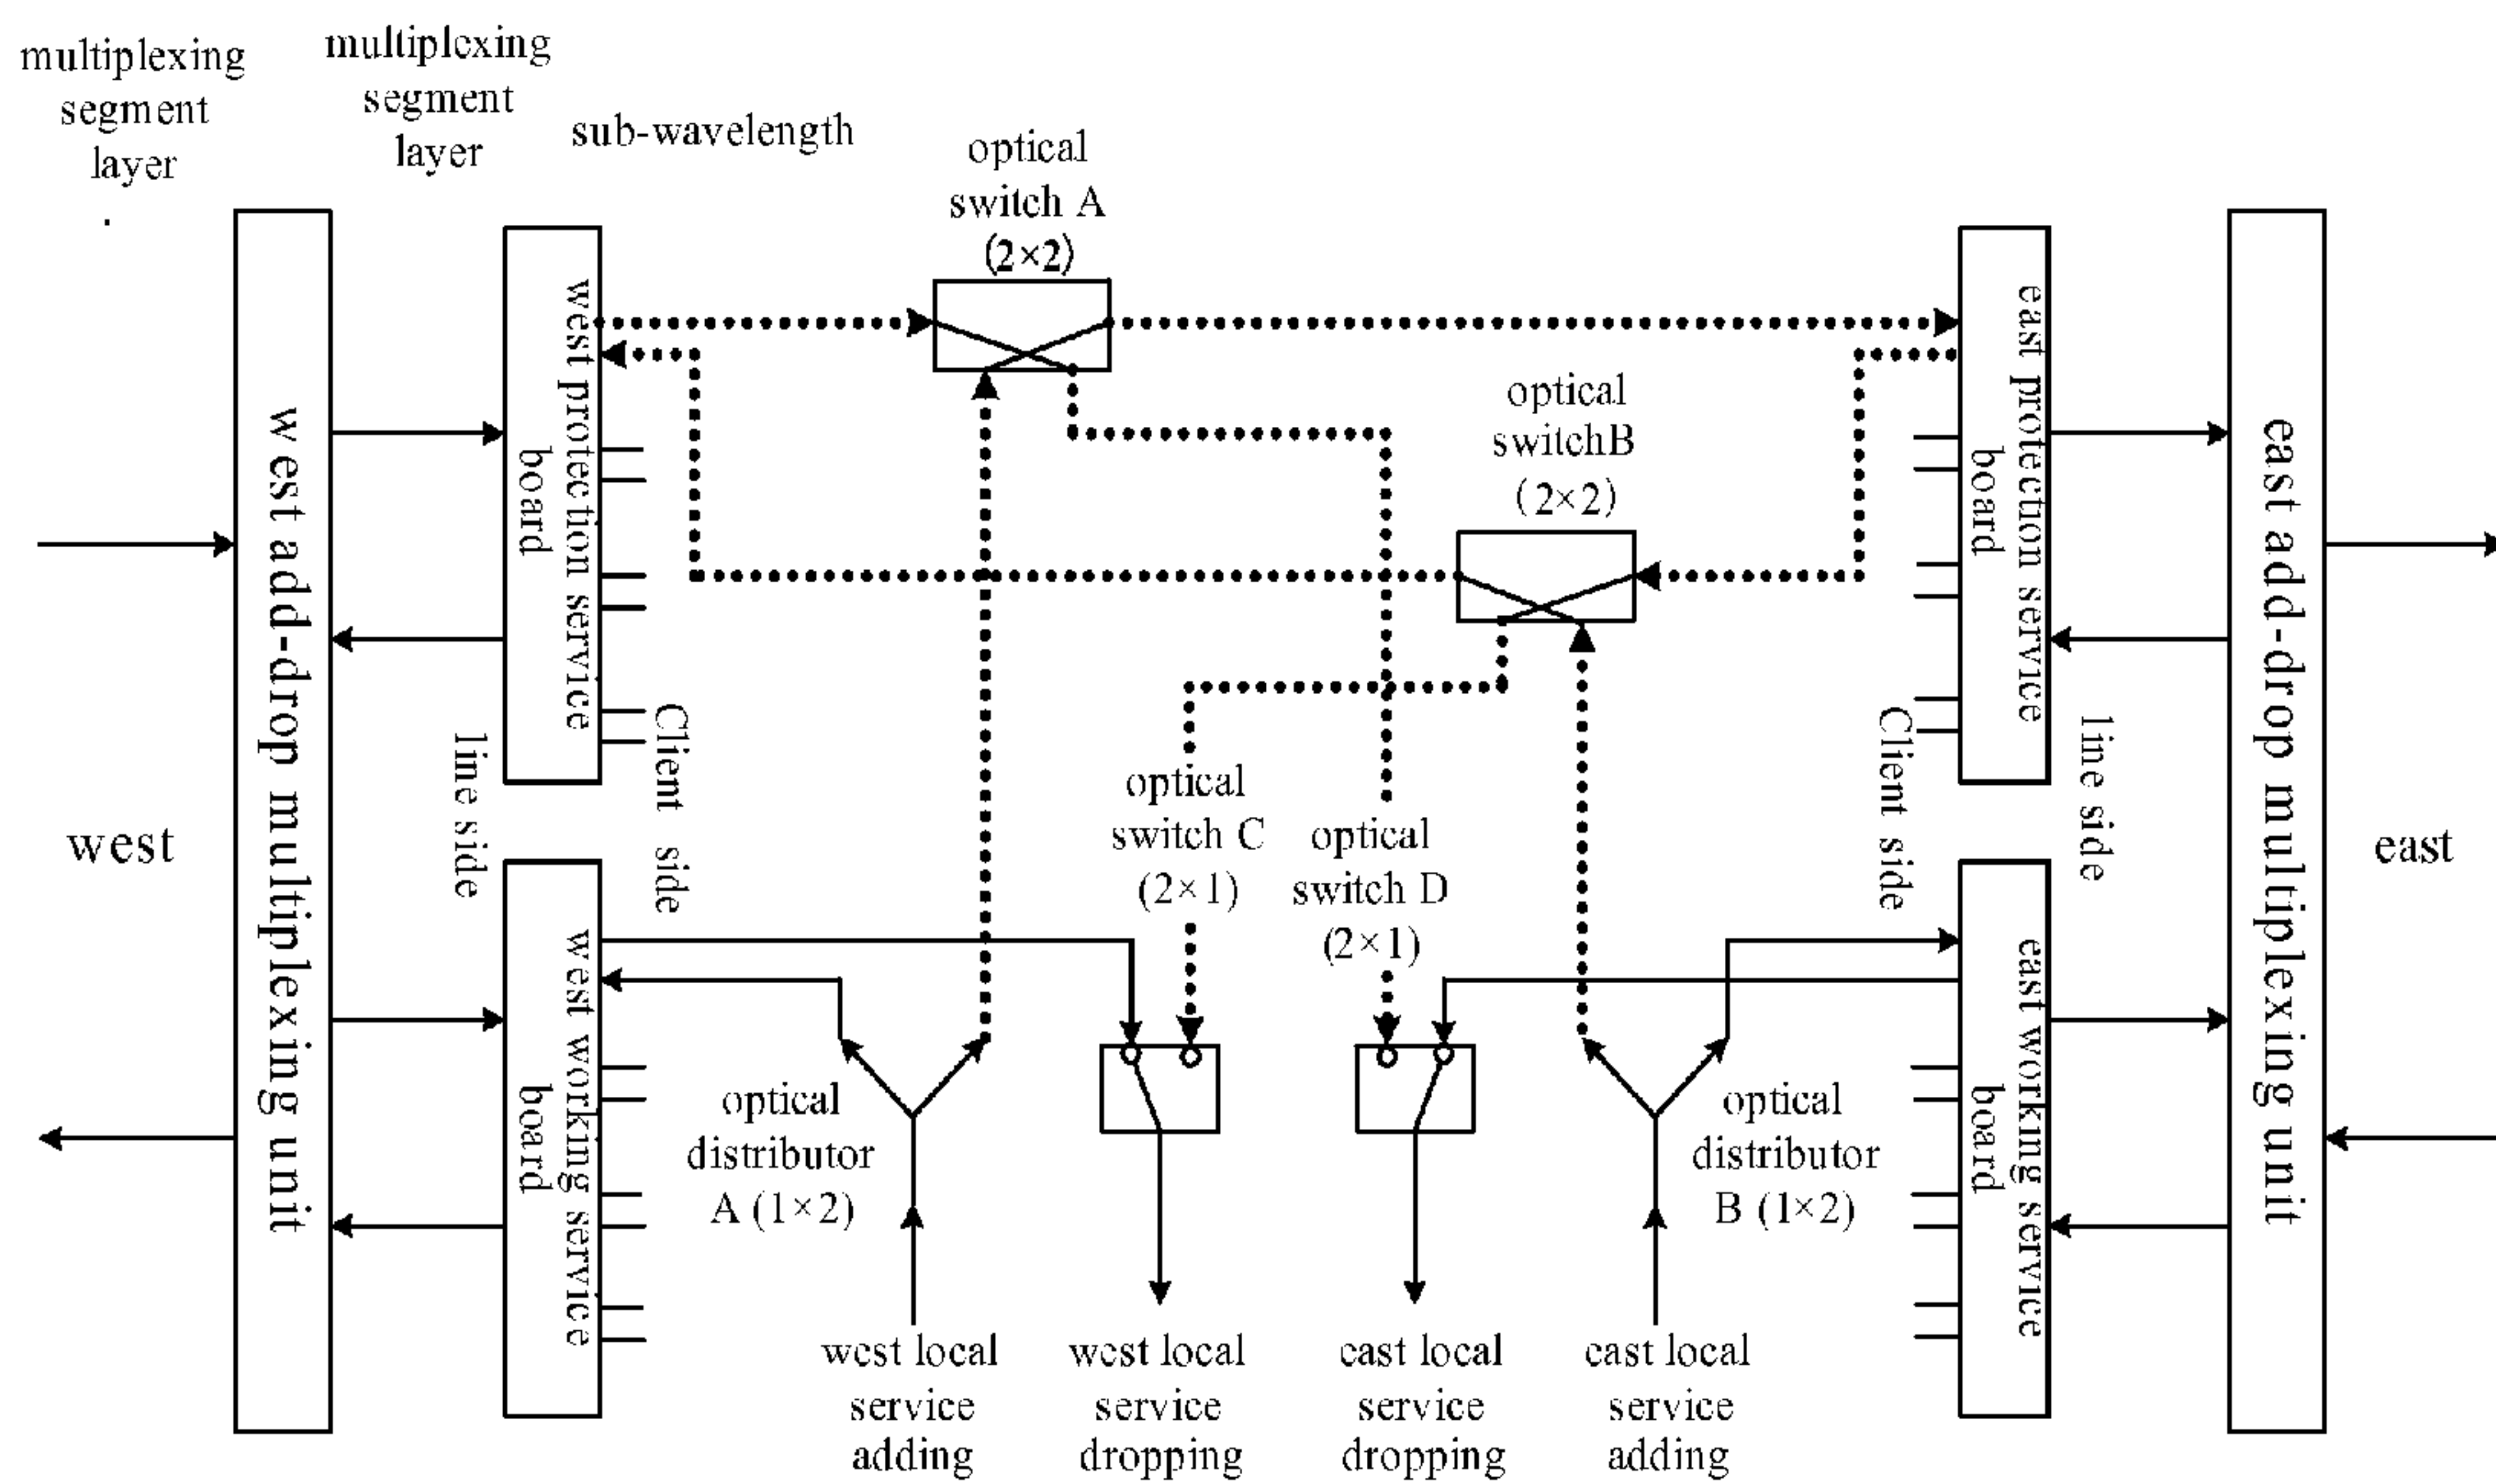 multiplexing
segment
layer
multiplexing
segment
layer
sub-wavelength
optical
switch A
(2×2)
optical
switchB
(2×2)
west add-drop multiplexing unit
west protection service
board
line side
Client side
east protection service
board
Client side
line side
east add-drop multiplexing unit
west
east
optical
switch C
(2×1)
optical
switch D
(2×1)
west working service
board
east working service
board
optical
distributor
A (1×2)
optical
distributor
B (1×2)
west local
service
adding
west local
service
dropping
east local
service
dropping
east local
service
adding